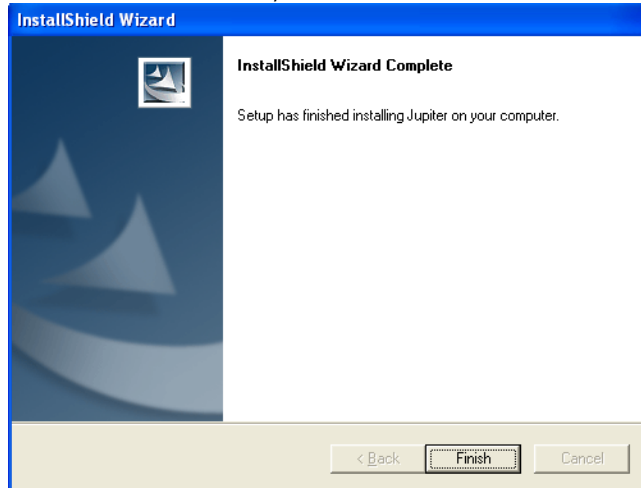 InstallShield Wizard
InstallShield Wizard Complete
Setup has finished installing Jupiter on your computer.
< Back Finish Cancel